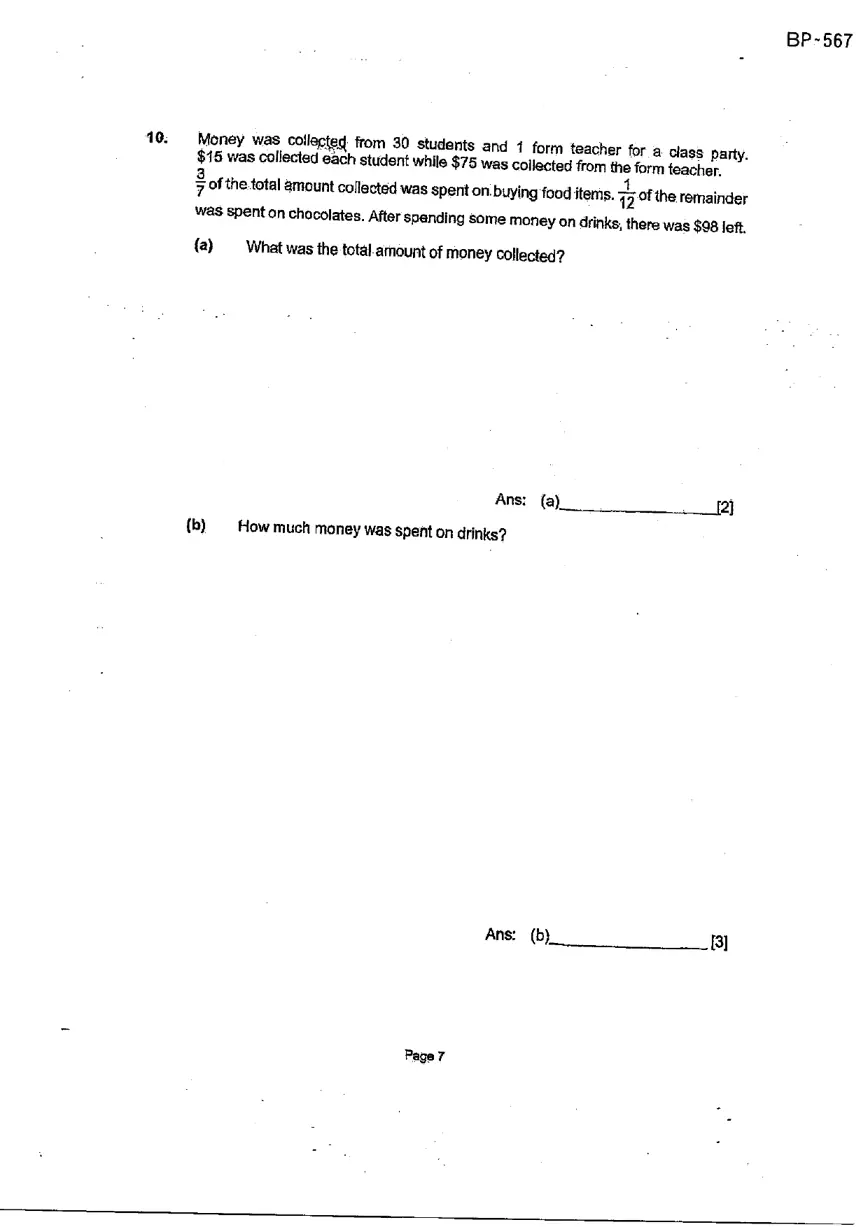 BP-567
10. Money was collected from 30 students and 1 form teacher for a class party.
$15 was collected each student while $75 was collected from the form teacher.
3/7 of the total amount collected was spent on buying food items. 1/12 of the remainder
was spent on chocolates. After spending some money on drinks, there was $98 left.
(a) What was the total amount of money collected?
Ans: (a)____________________[2]
(b) How much money was spent on drinks?
Ans: (b)____________________[3]
Page 7